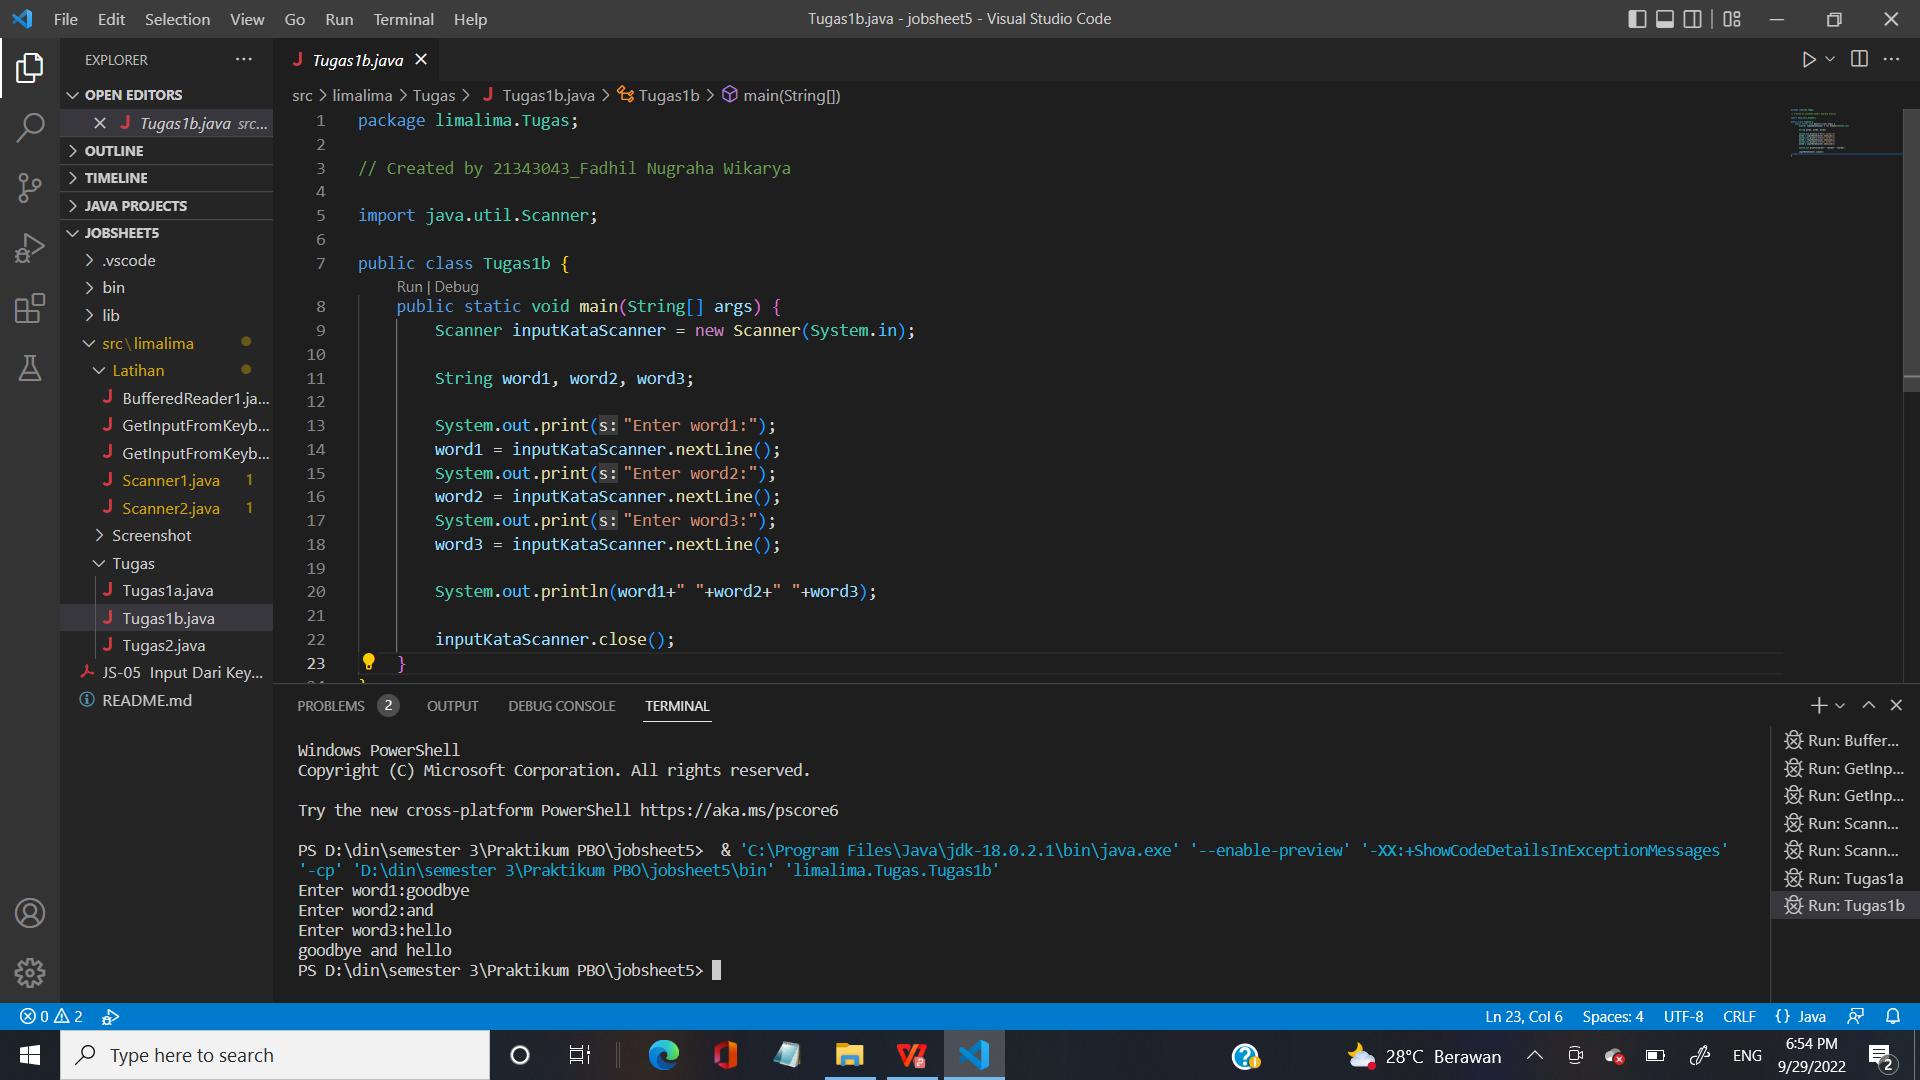 File Edit Selection View Go Run Terminal Help
Tugas1b.java - jobsheet5 - Visual Studio Code
EXPLORER
OPEN EDITORS
Tugas1b.java src...
OUTLINE
TIMELINE
JAVA PROJECTS
JOBSHEET5
.vscode
bin
lib
src\limalima
Latihan
BufferedReader1.ja...
GetInputFromKeyb...
GetInputFromKeyb...
Scanner1.java 1
Scanner2.java 1
Screenshot
Tugas
Tugas1a.java
Tugas1b.java
Tugas2.java
JS-05 Input Dari Key...
README.md
Tugas1b.java
src > limalima > Tugas > Tugas1b.java > Tugas1b > main(String[])
1 package limalima.Tugas;
2
3 // Created by 21343043_Fadhil Nugraha Wikarya
4
5 import java.util.Scanner;
6
7 public class Tugas1b {
Run | Debug
8 public static void main(String[] args) {
9 Scanner inputKataScanner = new Scanner(System.in);
10
11 String word1, word2, word3;
12
13 System.out.print(s: "Enter word1:");
14 word1 = inputKataScanner.nextLine();
15 System.out.print(s: "Enter word2:");
16 word2 = inputKataScanner.nextLine();
17 System.out.print(s: "Enter word3:");
18 word3 = inputKataScanner.nextLine();
19
20 System.out.println(word1+" "+word2+" "+word3);
21
22 inputKataScanner.close();
23 }
PROBLEMS 2 OUTPUT DEBUG CONSOLE TERMINAL
Windows PowerShell
Copyright (C) Microsoft Corporation. All rights reserved.
Try the new cross-platform PowerShell https://aka.ms/pscore6
PS D:\din\semester 3\Praktikum PBO\jobsheet5> & 'C:\Program Files\Java\jdk-18.0.2.1\bin\java.exe' '--enable-preview' '-XX:+ShowCodeDetailsInExceptionMessages'
'-cp' 'D:\din\semester 3\Praktikum PBO\jobsheet5\bin' 'limalima.Tugas.Tugas1b'
Enter word1:goodbye
Enter word2:and
Enter word3:hello
goodbye and hello
PS D:\din\semester 3\Praktikum PBO\jobsheet5>
Run: Buffer...
Run: GetInp...
Run: GetInp...
Run: Scann...
Run: Scann...
Run: Tugas1a
Run: Tugas1b
0 2
Ln 23, Col 6 Spaces: 4 UTF-8 CRLF {} Java
Type here to search
28°C Berawan
ENG
6:54 PM
9/29/2022
2